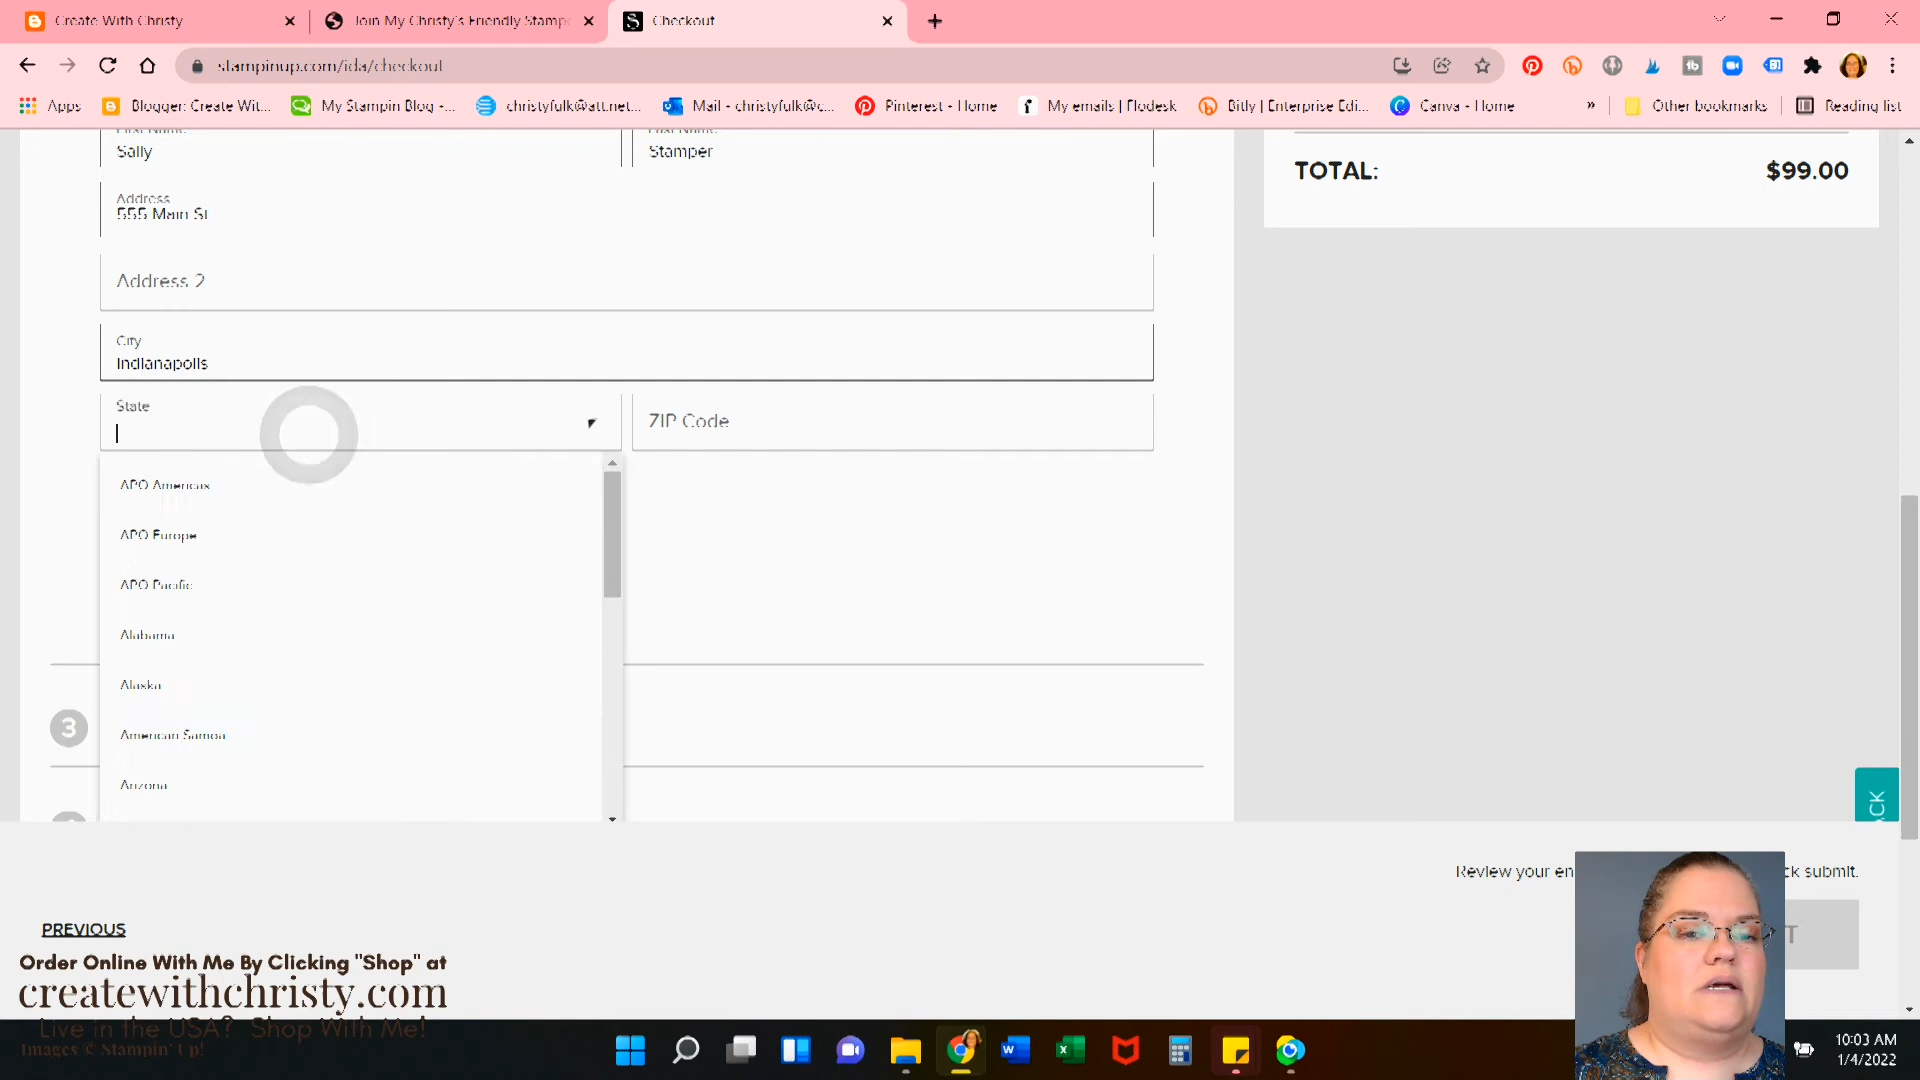 Create With Christy
Join My Christy's Friendly Stamp
Checkout
stampinup.com/ida/checkout
Apps
Blogger: Create Wit...
My Stampin Blog -...
christyfulk@att.net...
Mail - christyfulk@c...
Pinterest - Home
My emails | Flodesk
Bitly | Enterprise Edi...
Canva - Home
»
Other bookmarks
Reading list
First Name
Sally
Last Name
Stamper
TOTAL: $99.00
Address
555 Main St
Address 2
City
Indianapolis
State
ZIP Code
APO Americas
APO Europe
APO Pacific
Alabama
Alaska
American Samoa
Arizona
3
Review your en
ck submit.
PREVIOUS
Order Online With Me By Clicking "Shop" at
createwithchristy.com
Live in the USA? Shop With Me!
Images © Stampin' Up!
10:03 AM
1/4/2022